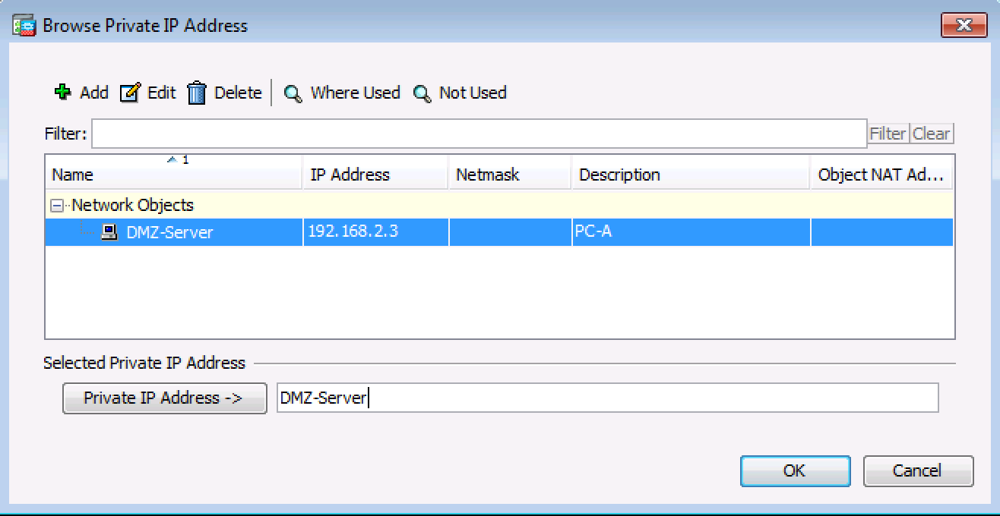 Browse Private IP Address
Add Edit Delete Where Used Not Used
Filter: Filter Clear
1
Name IP Address Netmask Description Object NAT Ad...
Network Objects
DMZ-Server 192.168.2.3 PC-A
Selected Private IP Address
Private IP Address -> DMZ-Server
OK Cancel